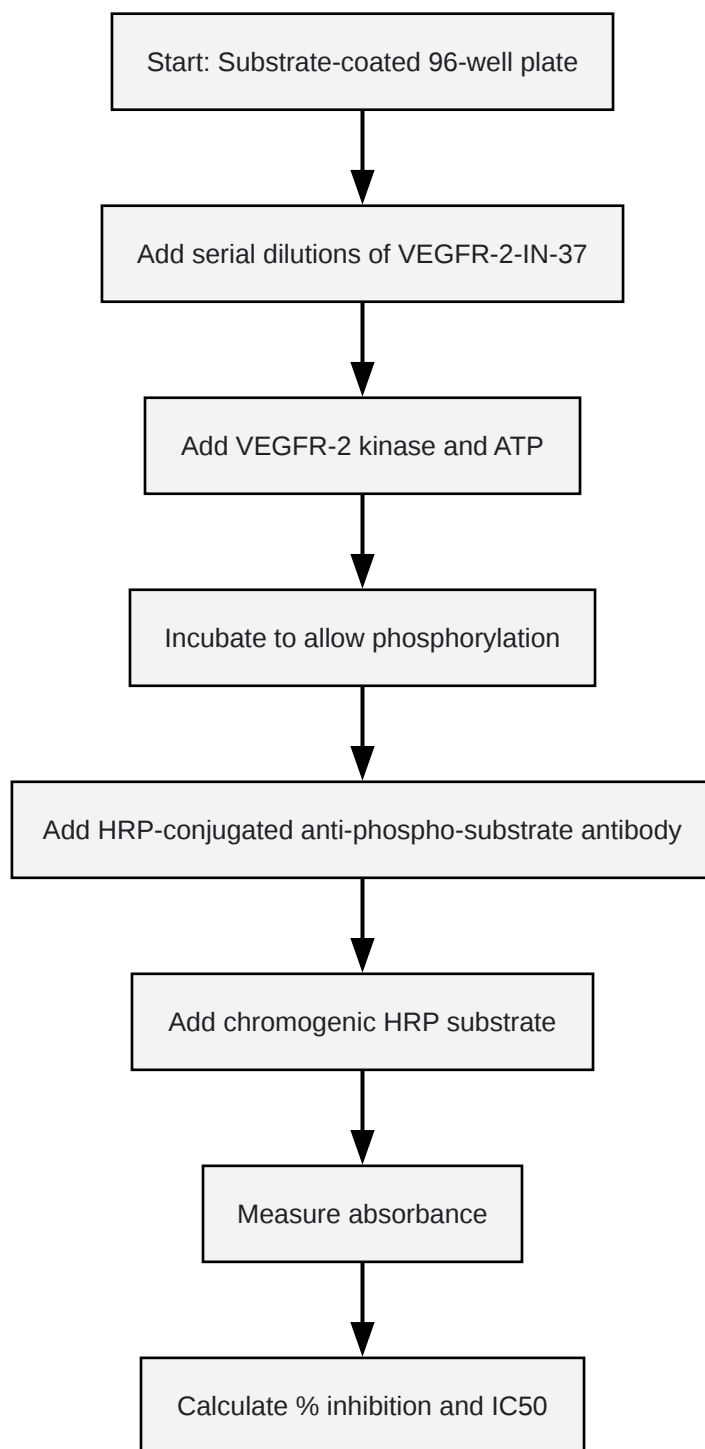 Start: Substrate-coated 96-well plate
Add serial dilutions of VEGFR-2-IN-37
Add VEGFR-2 kinase and ATP
Incubate to allow phosphorylation
Add HRP-conjugated anti-phospho-substrate antibody
Add chromogenic HRP substrate
Measure absorbance
Calculate % inhibition and IC50